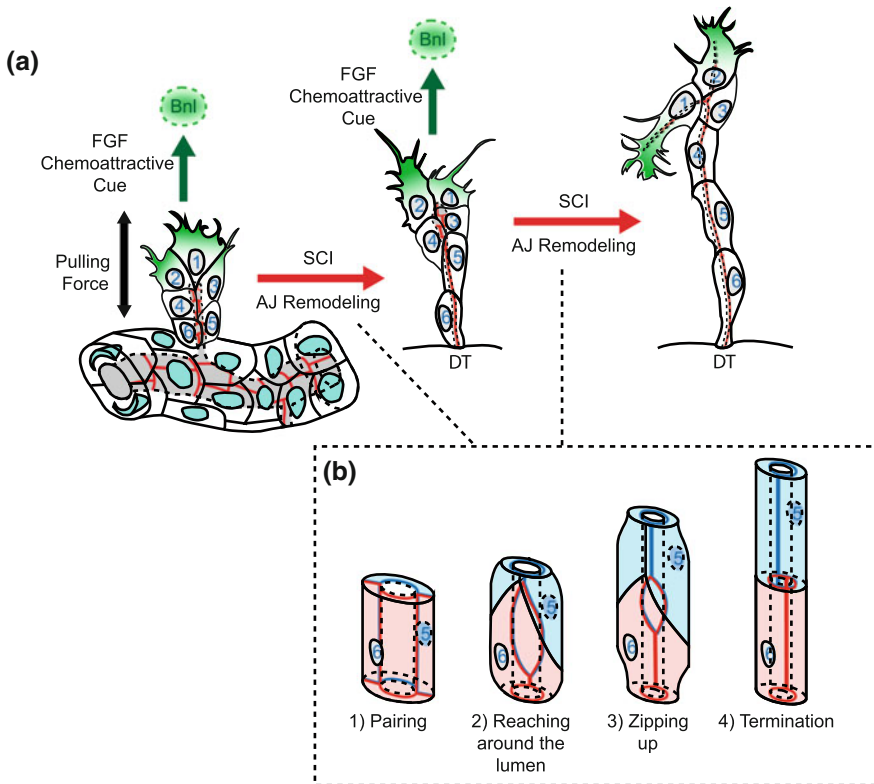 (a)
Bnl
FGF
Chemoattractive
Cue
Pulling
Force
1
2
3
4
5
6
SCI
AJ Remodeling
Bnl
FGF
Chemoattractive
Cue
2
1
3
4
5
6
DT
SCI
AJ Remodeling
2
1
3
4
5
6
DT
(b)
5
6
1) Pairing
5
6
2) Reaching
around the
lumen
5
6
3) Zipping
up
5
6
4) Termination